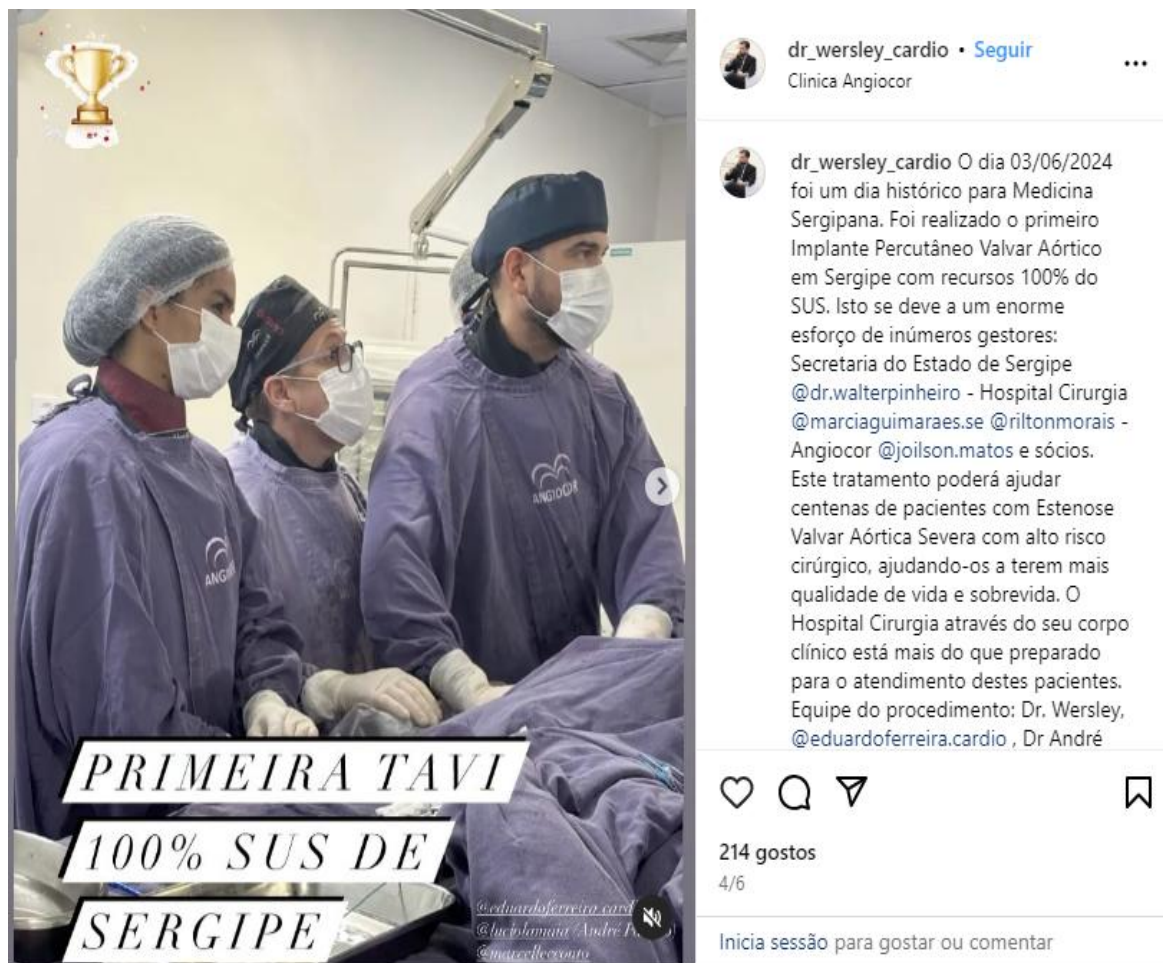 PRIMEIRA TAVI
100% SUS DE
SERGIPE
ANGIOCOR
@eduardoferreira.card
@marcellecconto
dr_wersley_cardio • Seguir
Clinica Angiocor
dr_wersley_cardio O dia 03/06/2024
foi um dia histórico para Medicina
Sergipana. Foi realizado o primeiro
Implante Percutâneo Valvar Aórtico
em Sergipe com recursos 100% do
SUS. Isto se deve a um enorme
esforço de inúmeros gestores:
Secretaria do Estado de Sergipe
@dr.walterpinheiro - Hospital Cirurgia
@marciaguimaraes.se @riltonmorais -
Angiocor @joilson.matos e sócios.
Este tratamento poderá ajudar
centenas de pacientes com Estenose
Valvar Aórtica Severa com alto risco
cirúrgico, ajudando-os a terem mais
qualidade de vida e sobrevida. O
Hospital Cirurgia através do seu corpo
clínico está mais do que preparado
para o atendimento destes pacientes.
Equipe do procedimento: Dr. Wersley,
@eduardoferreira.cardio , Dr André
214 gostos
4/6
Inicia sessão para gostar ou comentar